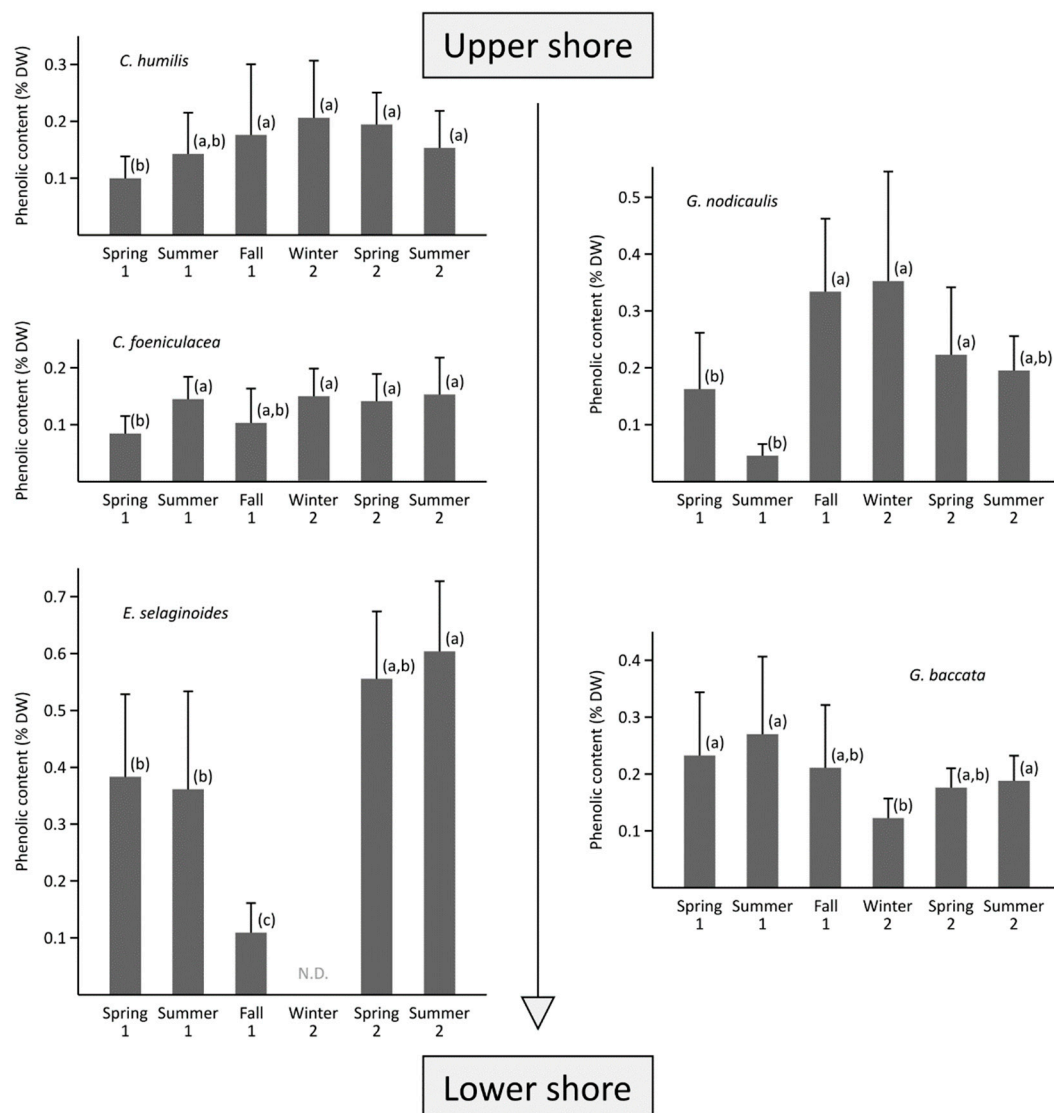 Upper shore
C. humilis
Phenolic content (% DW)
0.3
0.2
0.1
(b)
(a,b)
(a)
(a)
(a)
(a)
Spring Summer Fall Winter Spring Summer
1 1 1 2 2 2
C. foeniculacea
Phenolic content (% DW)
0.2
0.1
(b)
(a)
(a,b)
(a)
(a)
(a)
Spring Summer Fall Winter Spring Summer
1 1 1 2 2 2
E. selaginoides
Phenolic content (% DW)
0.7
0.6
0.5
0.4
0.3
0.2
0.1
(b)
(b)
(c)
N.D.
(a,b)
(a)
Spring Summer Fall Winter Spring Summer
1 1 1 2 2 2
G. nodicaulis
Phenolic content (% DW)
0.5
0.4
0.3
0.2
0.1
(b)
(b)
(a)
(a)
(a)
(a,b)
Spring Summer Fall Winter Spring Summer
1 1 1 2 2 2
G. baccata
Phenolic content (% DW)
0.4
0.3
0.2
0.1
(a)
(a)
(a,b)
(b)
(a,b)
(a)
Spring Summer Fall Winter Spring Summer
1 1 1 2 2 2
Lower shore